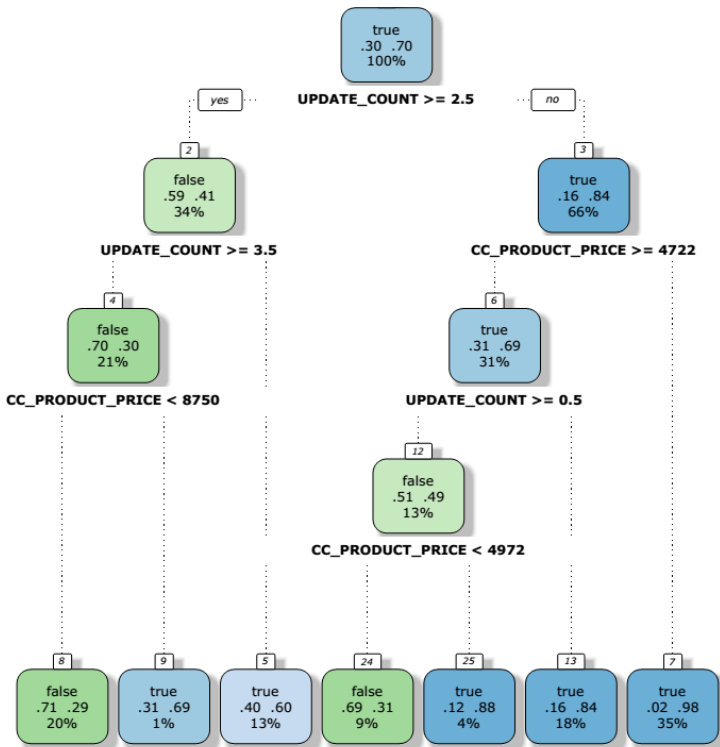 true
.30 .70
100%
yes
UPDATE_COUNT >= 2.5
no
2
3
false
.59 .41
34%
true
.16 .84
66%
UPDATE_COUNT >= 3.5
CC_PRODUCT_PRICE >= 4722
4
6
false
.70 .30
21%
true
.31 .69
31%
CC_PRODUCT_PRICE < 8750
UPDATE_COUNT >= 0.5
12
false
.51 .49
13%
CC_PRODUCT_PRICE < 4972
8
9
5
24
25
13
7
false
.71 .29
20%
true
.31 .69
1%
true
.40 .60
13%
false
.69 .31
9%
true
.12 .88
4%
true
.16 .84
18%
true
.02 .98
35%